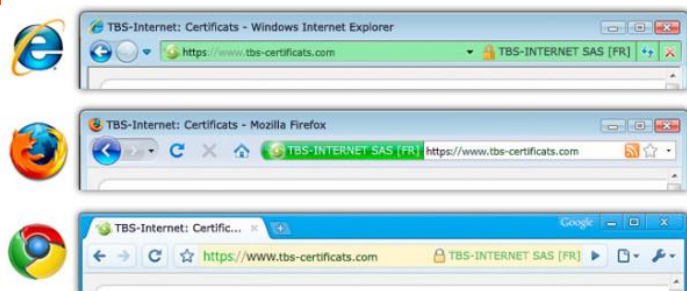 TBS-Internet: Certificats - Windows Internet Explorer
https://www.tbs-certificats.com
TBS-INTERNET SAS [FR]
TBS-Internet: Certificats - Mozilla Firefox
TBS-INTERNET SAS [FR]
https://www.tbs-certificats.com
TBS-Internet: Certific...
Google
https://www.tbs-certificats.com
TBS-INTERNET SAS [FR]